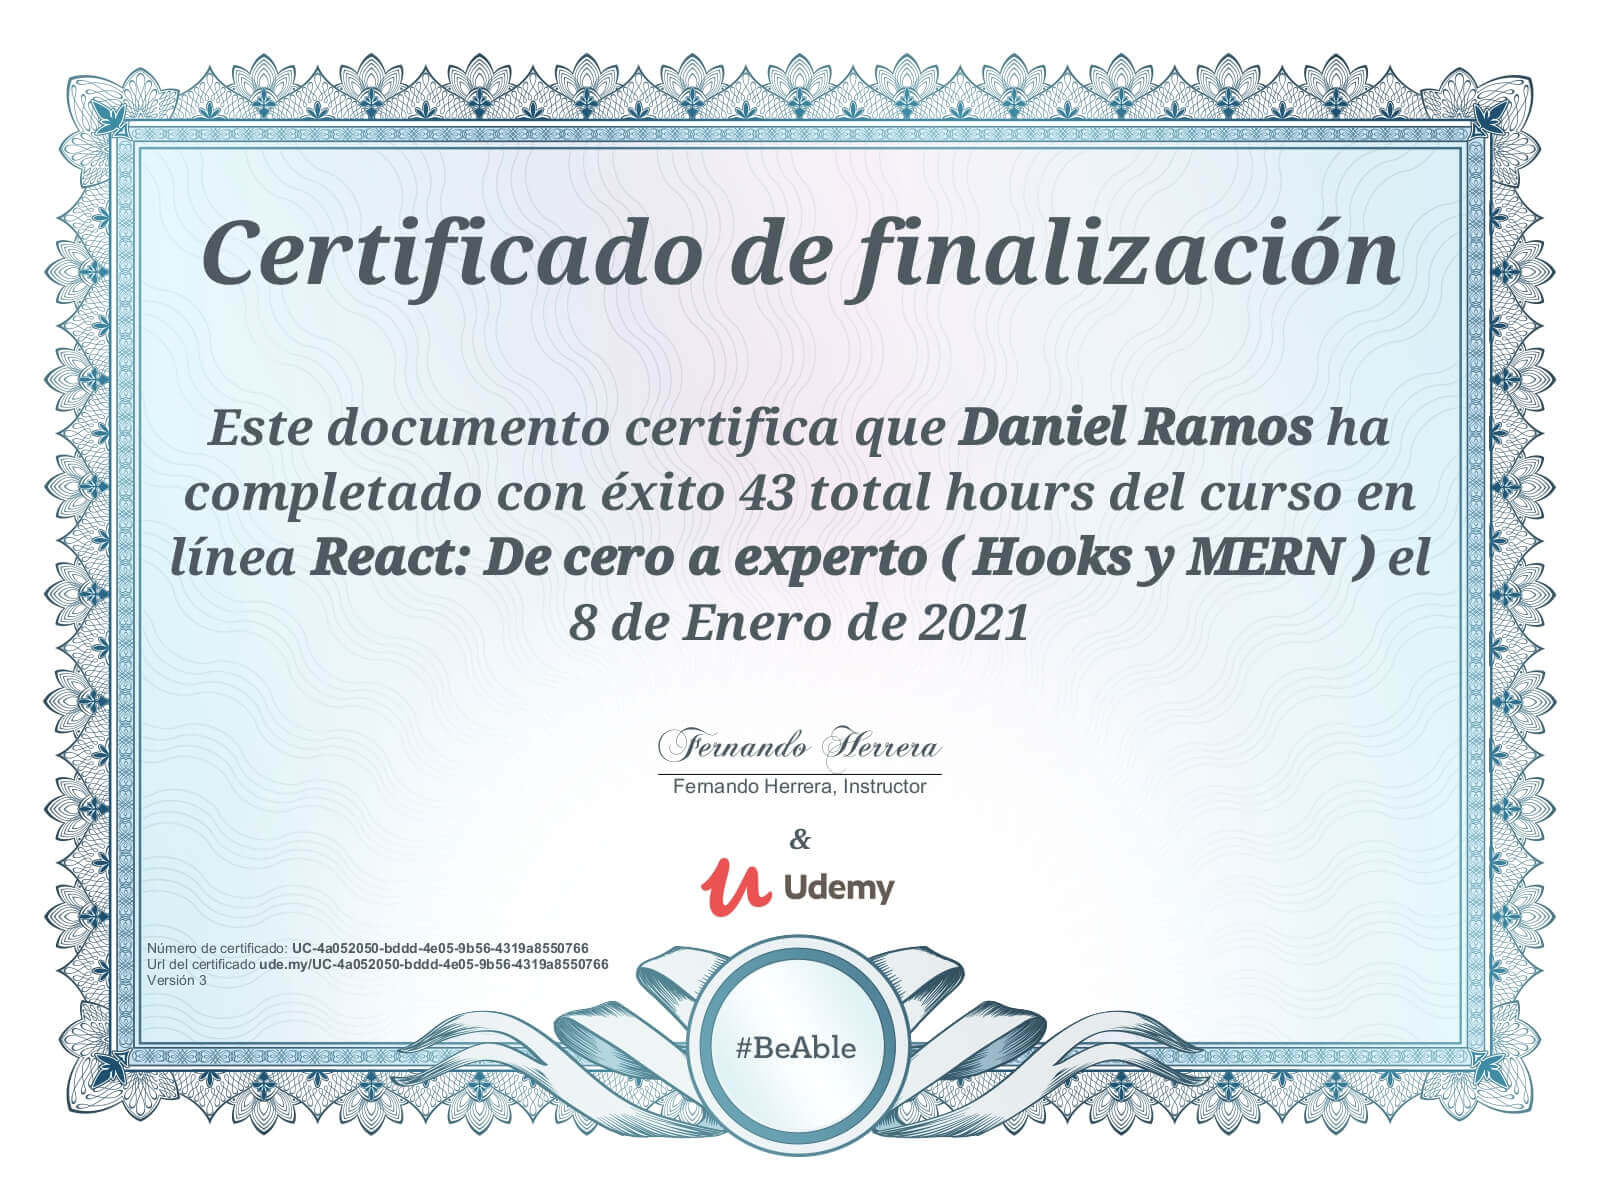 Certificado de finalización
Este documento certifica que Daniel Ramos ha
completado con éxito 43 total hours del curso en
línea React: De cero a experto ( Hooks y MERN ) el
8 de Enero de 2021
Fernando Herrera
Fernando Herrera, Instructor
&
Udemy
Número de certificado: UC-4a052050-bddd-4e05-9b56-4319a8550766
Url del certificado ude.my/UC-4a052050-bddd-4e05-9b56-4319a8550766
Versión 3
#BeAble